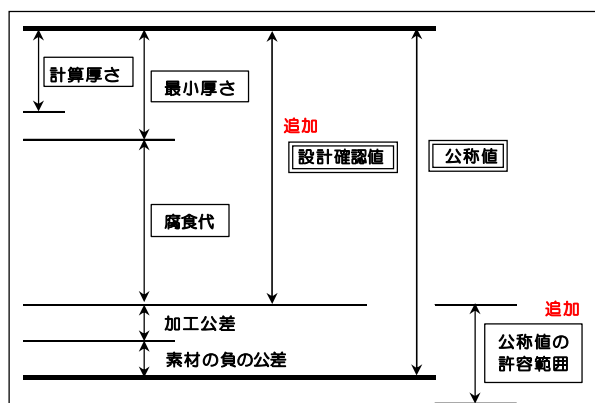 計算厚さ
最小厚さ
追加
設計確認値
公称値
腐食代
加工公差
素材の負の公差
追加
公称値の
許容範囲